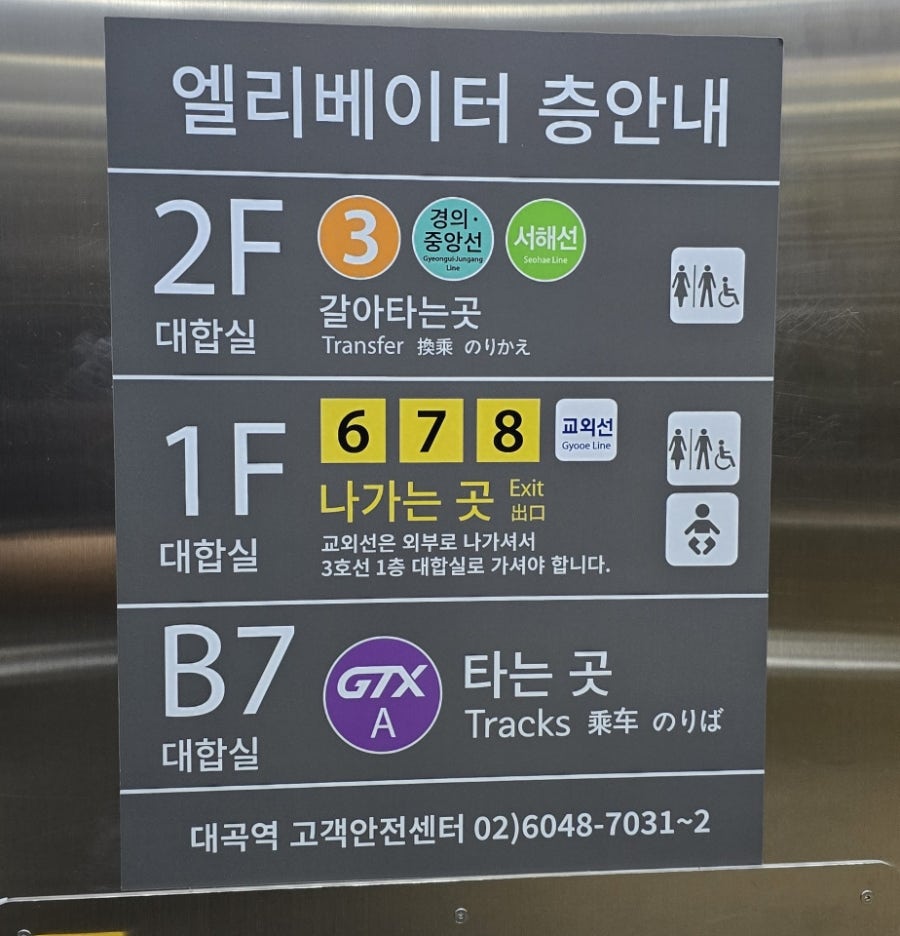 엘리베이터 층안내
2F
대합실
3
경의·
중앙선
Gyeongui·Jungang
Line
서해선
Seohae Line
갈아타는곳
Transfer 換乘 のりかえ
1F
대합실
6 7 8
교외선
Gyooe Line
나가는 곳
Exit
出口
교외선은 외부로 나가셔서
3호선 1층 대합실로 가셔야 합니다.
B7
대합실
GTX
A
타는 곳
Tracks 乘车 のりば
대곡역 고객안전센터 02)6048-7031~2